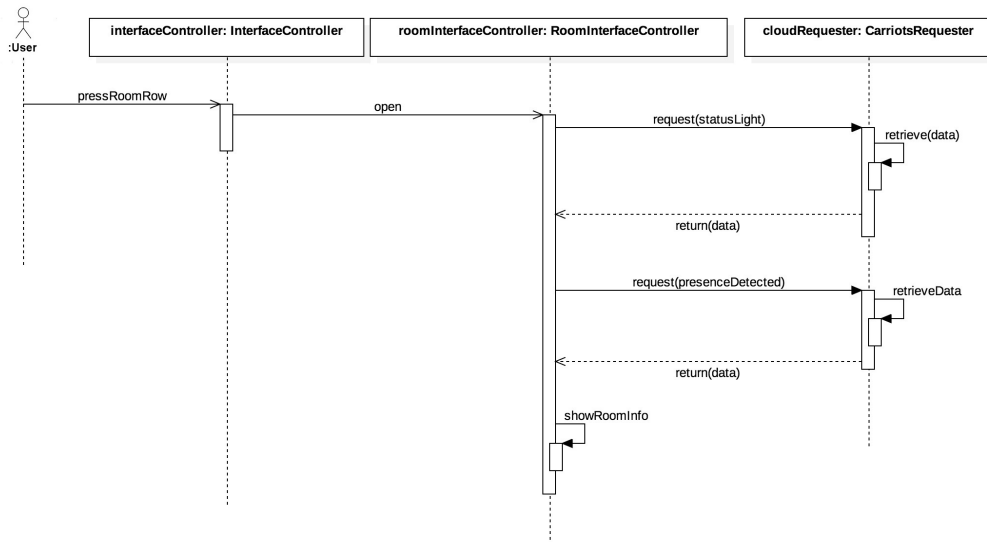 :User
interfaceController: InterfaceController
roomInterfaceController: RoomInterfaceController
cloudRequester: CarriotsRequester
pressRoomRow
open
request(statusLight)
retrieve(data)
return(data)
request(presenceDetected)
retrieveData
return(data)
showRoomInfo